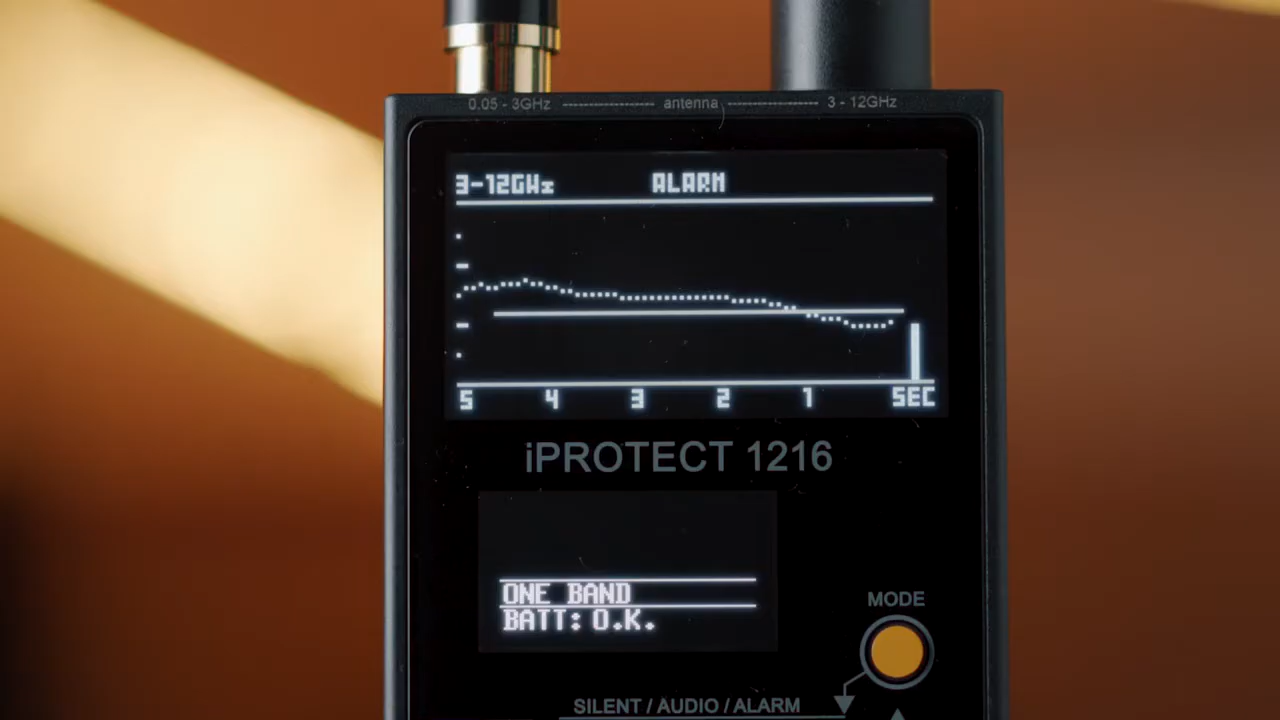 0.05 - 3GHz antenna 3 - 12GHz
3-12GHz ALARM
5 4 3 2 1 SEC
iPROTECT 1216
ONE BAND
BATT: O.K.
MODE
SILENT / AUDIO / ALARM